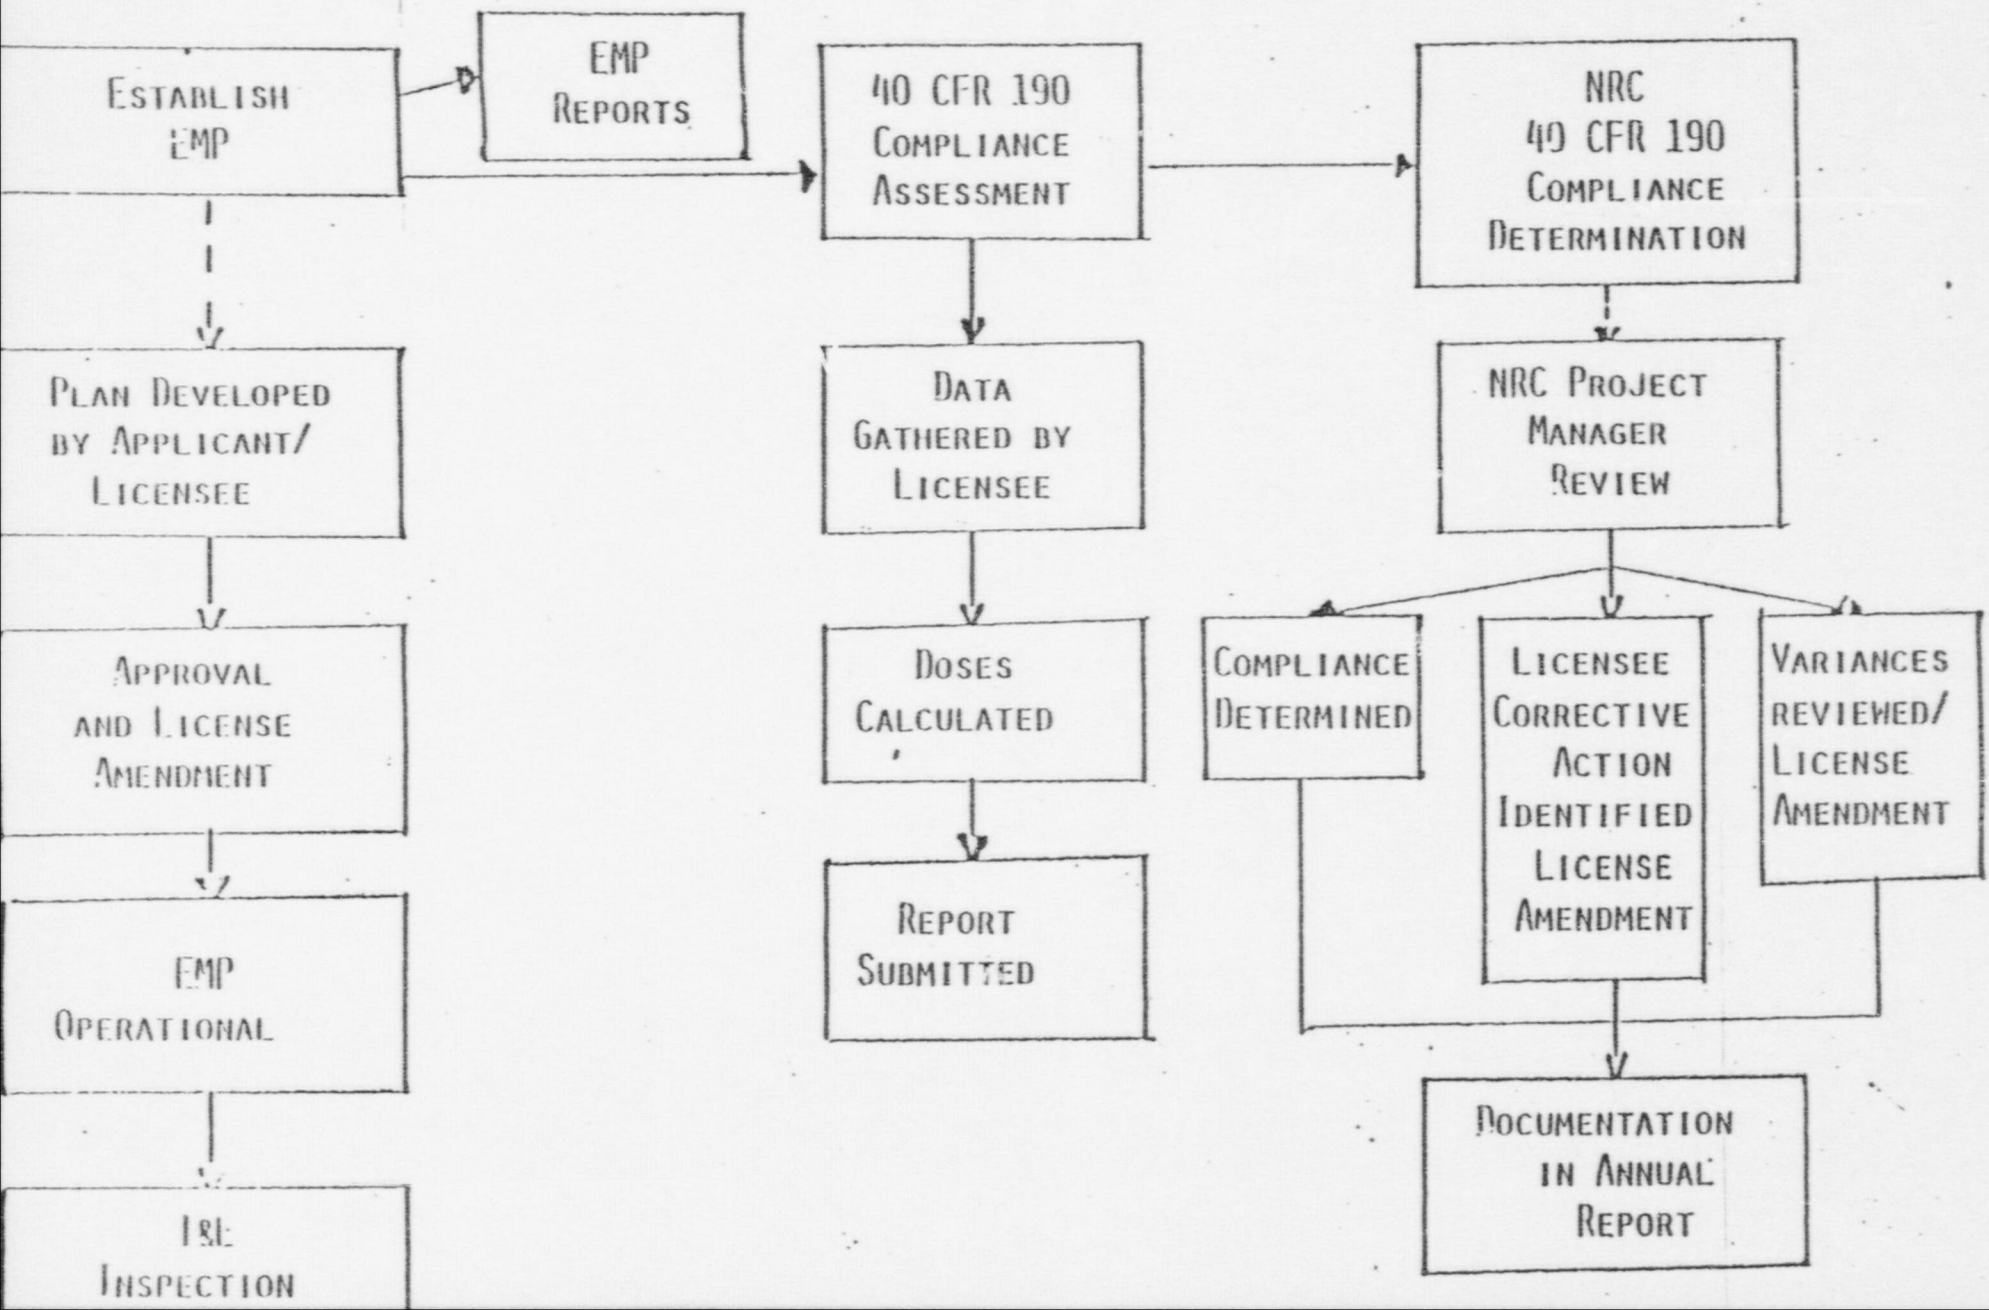 ESTABLISH
EMP
EMP
REPORTS
40 CFR 190
COMPLIANCE
ASSESSMENT
NRC
40 CFR 190
COMPLIANCE
DETERMINATION
PLAN DEVELOPED
BY APPLICANT/
LICENSEE
APPROVAL
AND LICENSE
AMENDMENT
EMP
OPERATIONAL
I&E
INSPECTION
DATA
GATHERED BY
LICENSEE
DOSES
CALCULATED
REPORT
SUBMITTED
NRC PROJECT
MANAGER
REVIEW
COMPLIANCE
DETERMINED
LICENSEE
CORRECTIVE
ACTION
IDENTIFIED
LICENSE
AMENDMENT
VARIANCES
REVIEWED/
LICENSE
AMENDMENT
DOCUMENTATION
IN ANNUAL
REPORT